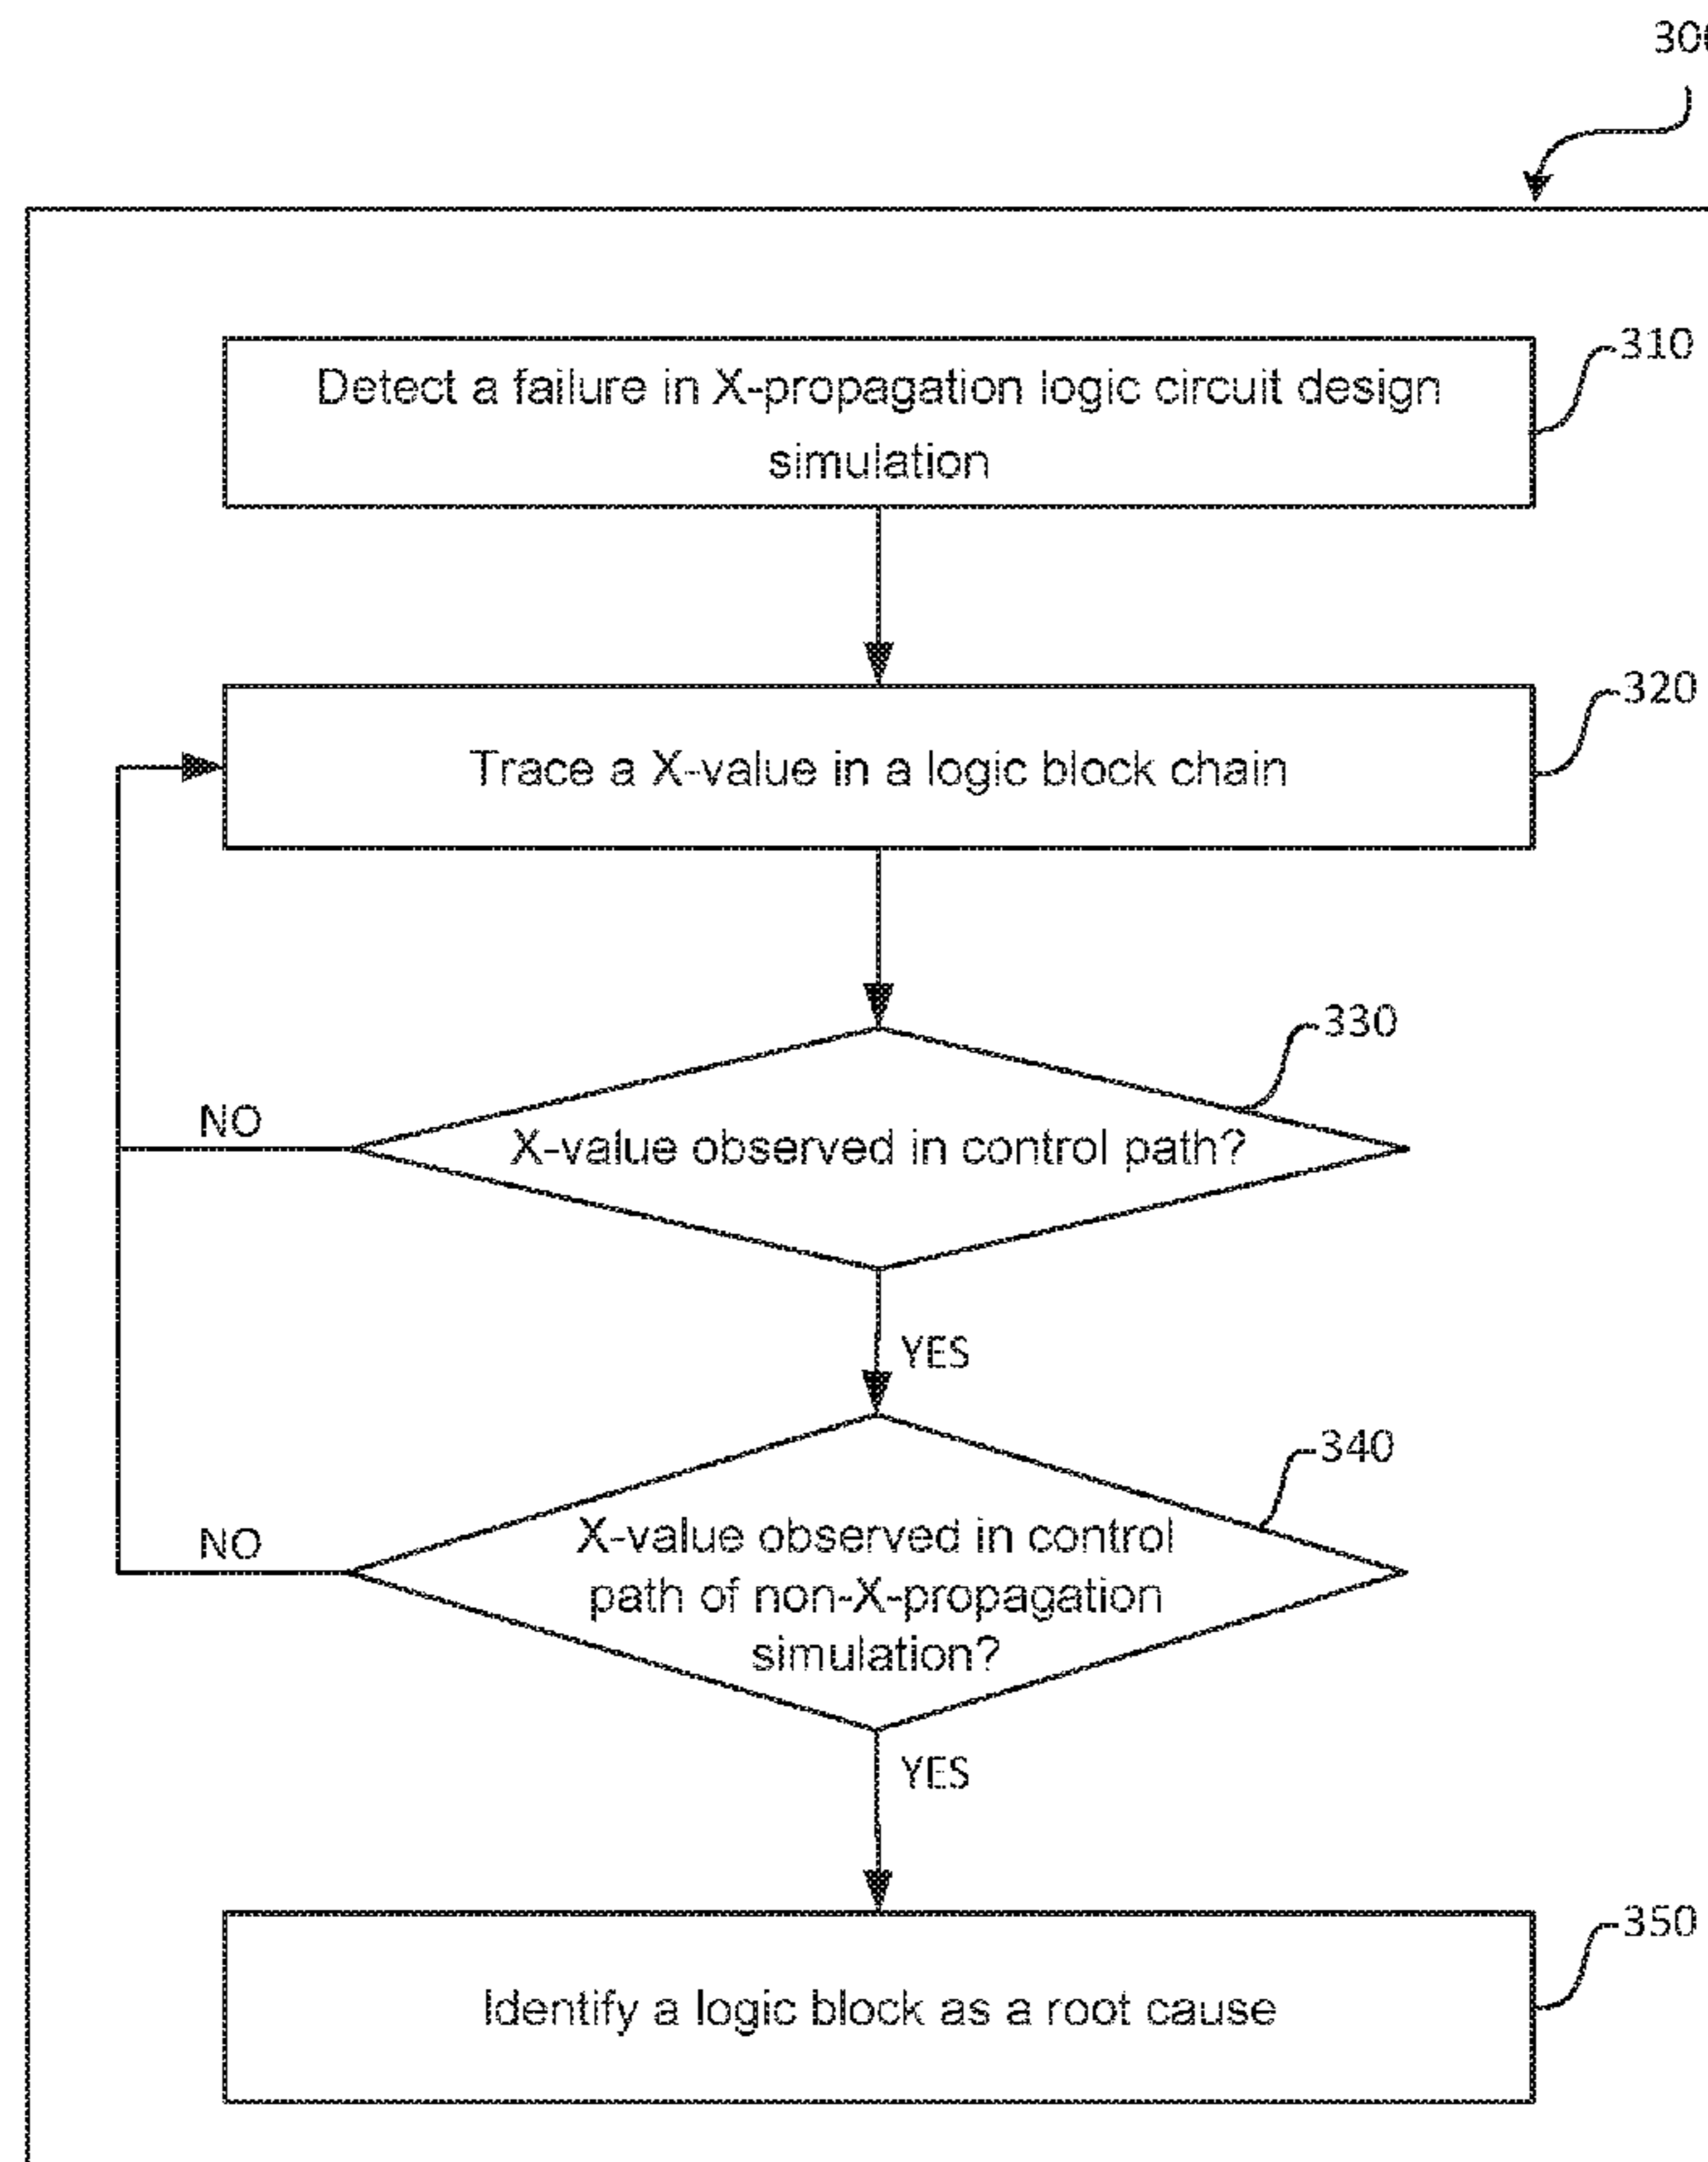 300
310
Detect a failure in X-propagation logic circuit design
simulation
320
Trace a X-value in a logic block chain
330
NO
X-value observed in control path?
YES
340
NO
X-value observed in control
path of non-X-propagation
simulation?
YES
350
Identify a logic block as a root cause